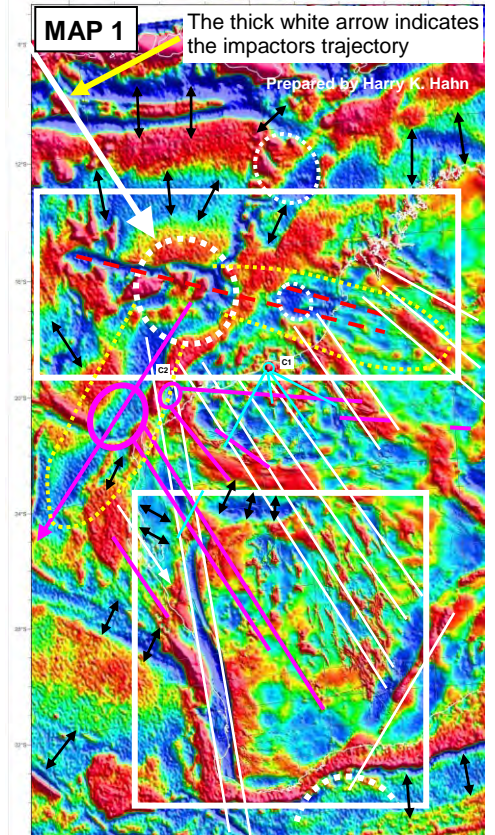 MAP 1
The thick white arrow indicates
the impactors trajectory
Prepared by Harry K. Hahn
C1
C2